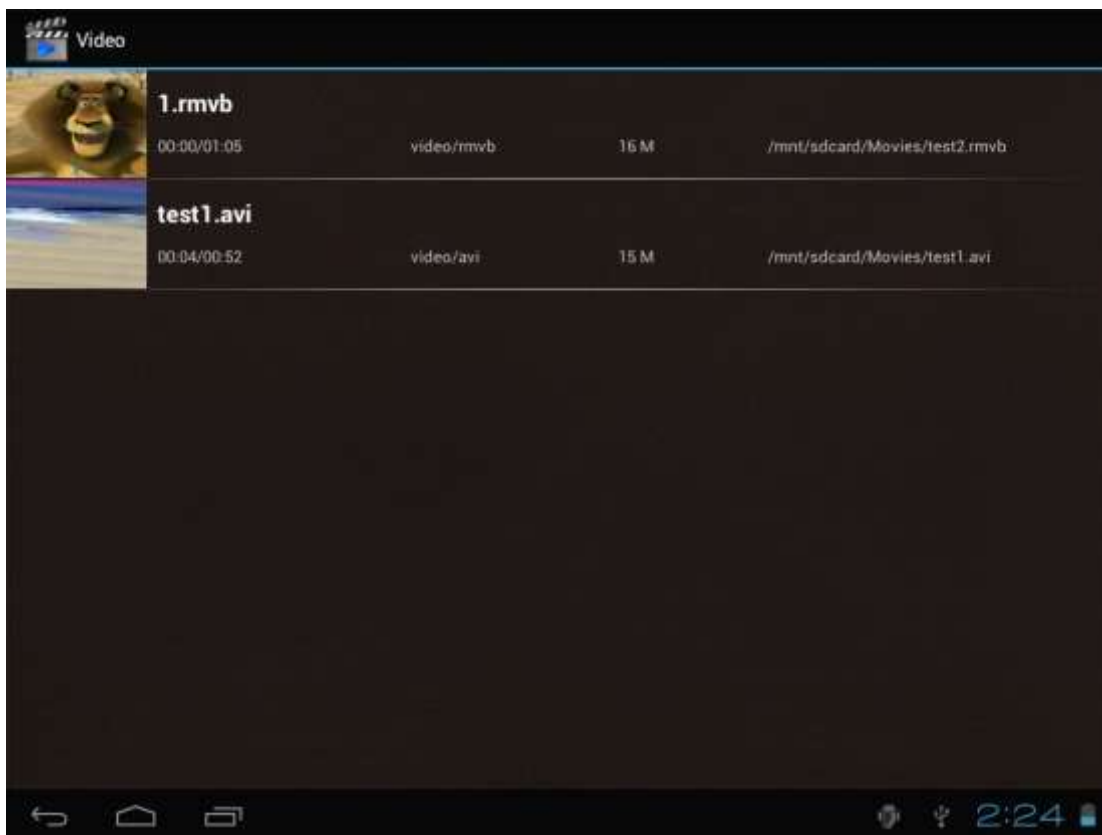 Video
1.rmvb
00:00/01:05 video/rmvb 16 M /mnt/sdcard/Movies/test2.rmvb
test1.avi
00:04/00:52 video/avi 15 M /mnt/sdcard/Movies/test1.avi
2:24